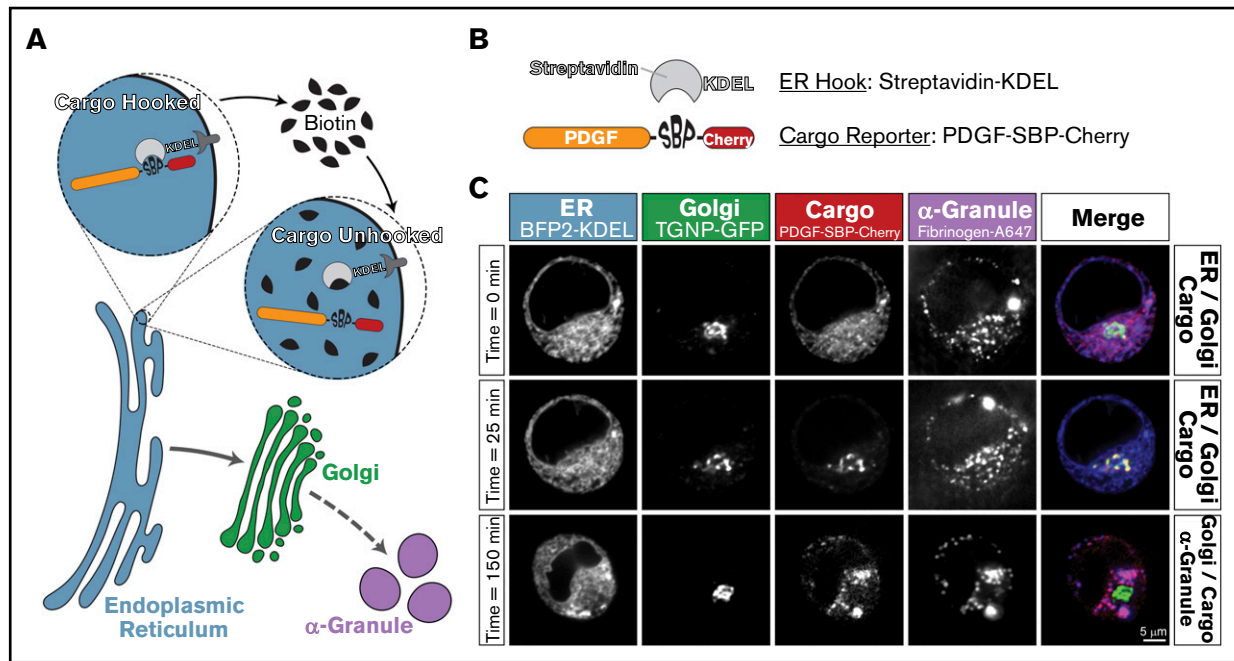 A
Cargo Hooked
KDEL
SBP
Biotin
Cargo Unhooked
KDEL
SBP
Golgi
Endoplasmic
Reticulum
α-Granule
B
Streptavidin
KDEL
ER Hook: Streptavidin-KDEL
PDGF
SBP
Cherry
Cargo Reporter: PDGF-SBP-Cherry
C
ER
BFP2-KDEL
Golgi
TGNP-GFP
Cargo
PDGF-SBP-Cherry
α-Granule
Fibrinogen-A647
Merge
Time = 0 min
ER / Golgi
Cargo
Time = 25 min
ER / Golgi
Cargo
Time = 150 min
Golgi / Cargo
α-Granule
5 μm